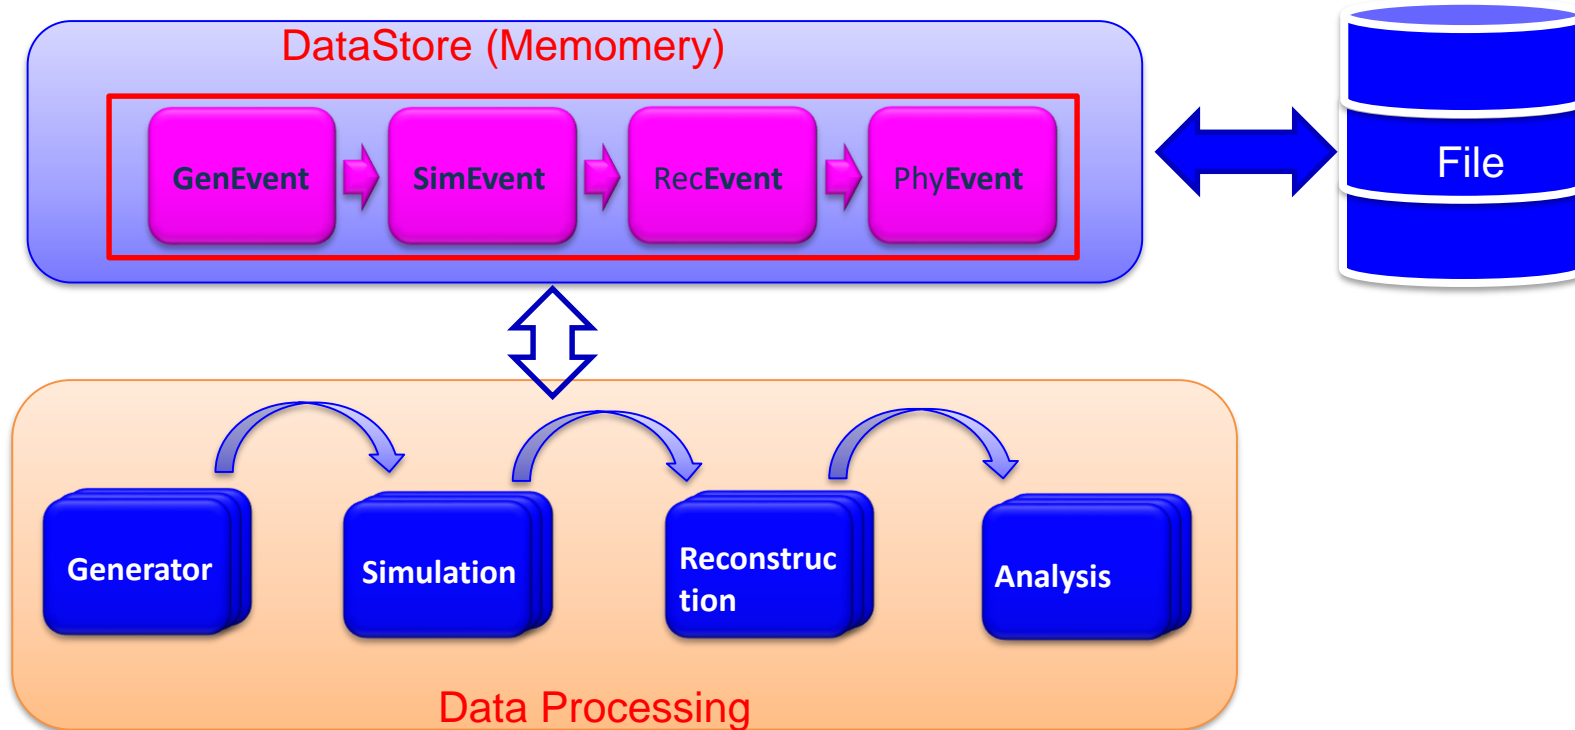 DataStore (Memomery)
GenEvent
SimEvent
RecEvent
PhyEvent
File
Generator
Simulation
Reconstruc
tion
Analysis
Data Processing